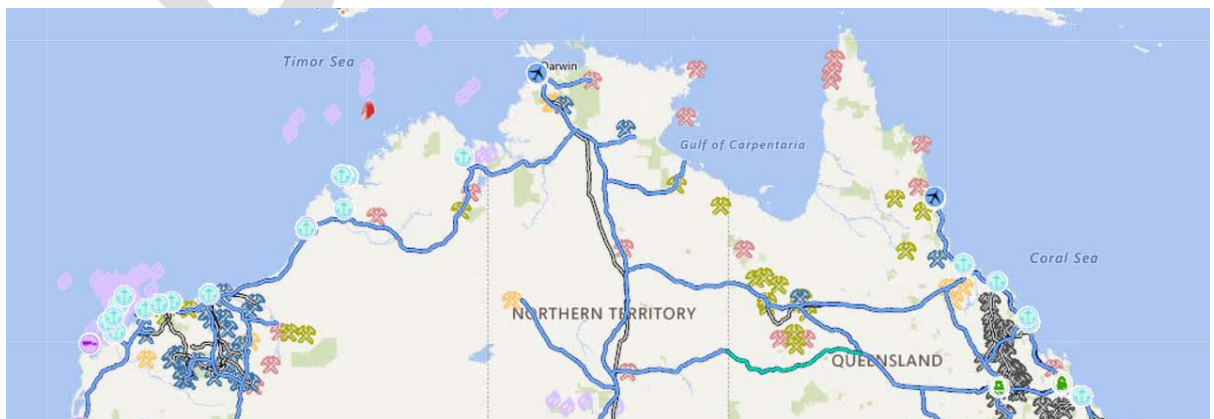 Timor Sea
Darwin
Gulf of Carpentaria
Coral Sea
NORTHERN TERRITORY
QUEENSLAND